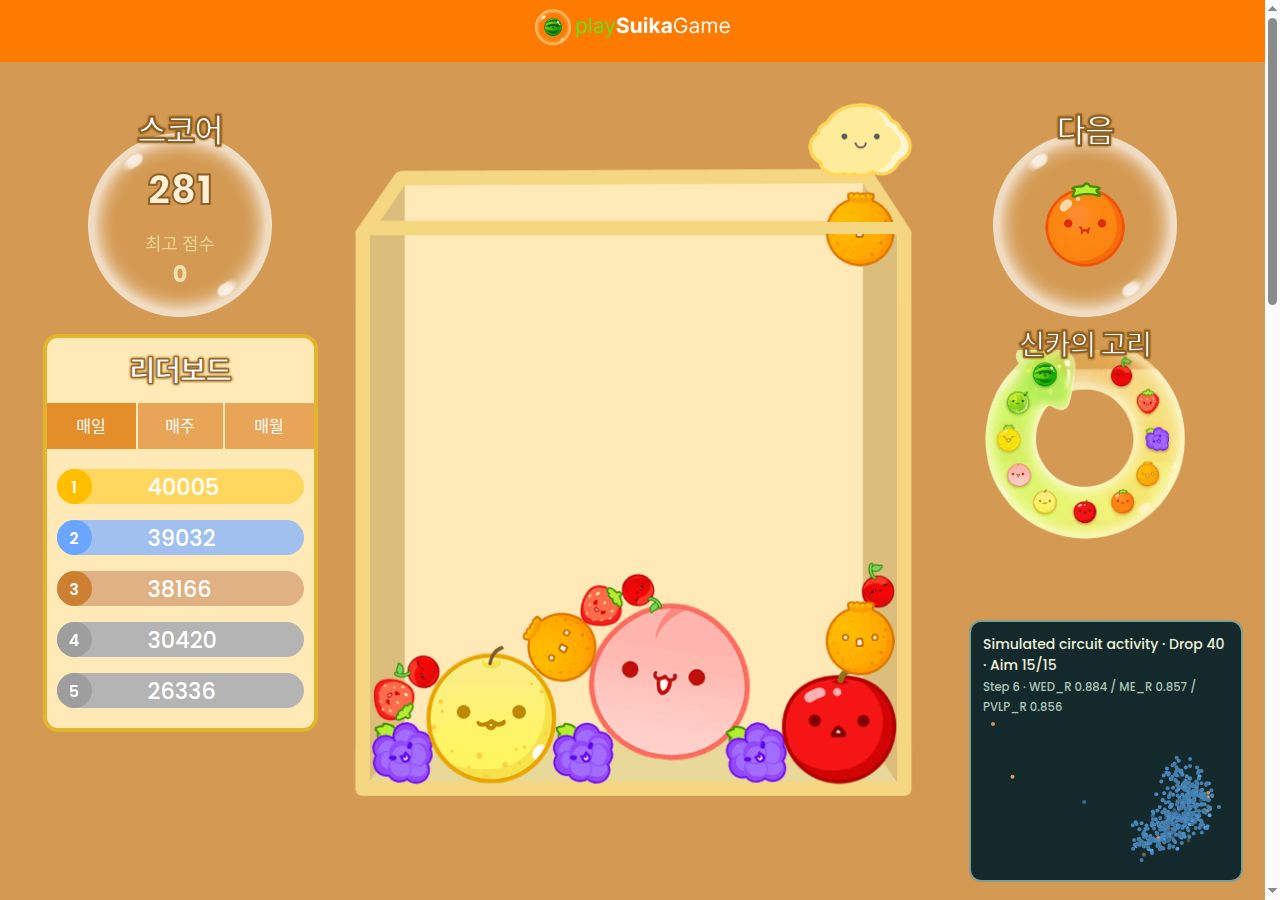 playSuikaGame
스코어
281
최고 점수
0
다음
신카의 고리
리더보드
매일
매주
매월
1 40005
2 39032
3 38166
4 30420
5 26336
Simulated circuit activity · Drop 40
· Aim 15/15
Step 6 · WED_R 0.884 / ME_R 0.857 /
PVLP_R 0.856